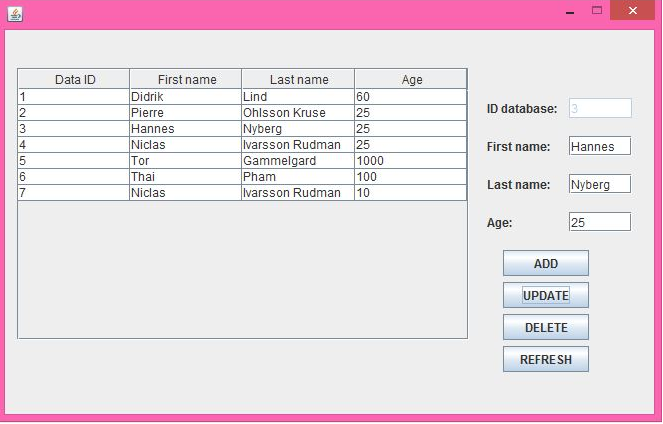 Data ID First name Last name Age
1 Didrik Lind 60
2 Pierre Ohlsson Kruse 25
3 Hannes Nyberg 25
4 Niclas Ivarsson Rudman 25
5 Tor Gammelgard 1000
6 Thai Pham 100
7 Niclas Ivarsson Rudman 10
ID database: 3
First name: Hannes
Last name: Nyberg
Age: 25
ADD
UPDATE
DELETE
REFRESH